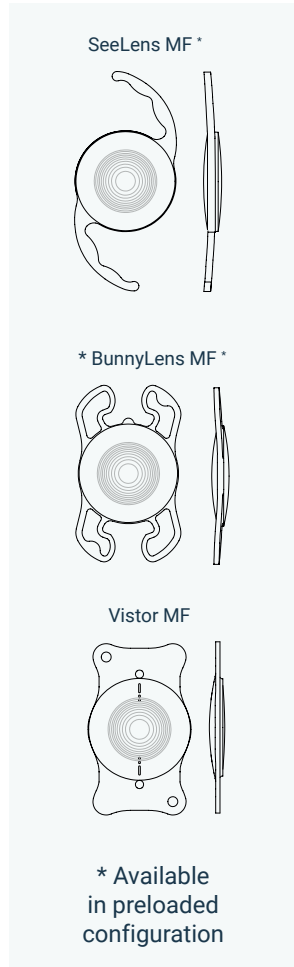 SeeLens MF *
* BunnyLens MF *
Vistor MF
* Available
in preloaded
configuration